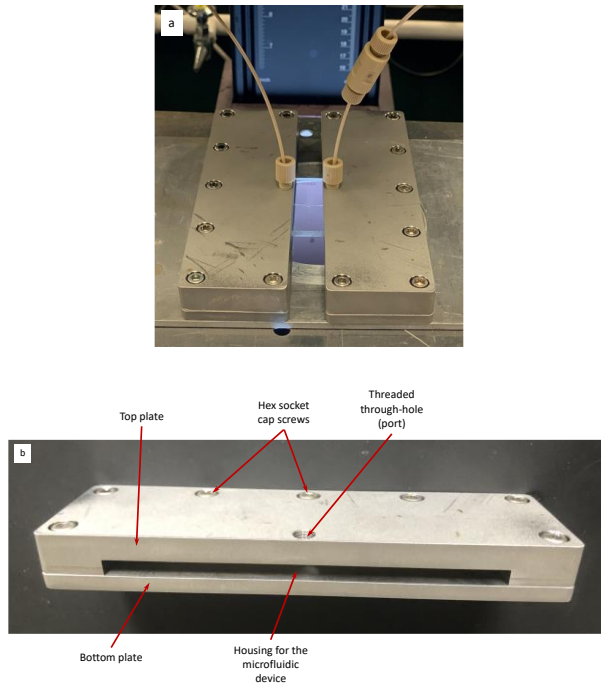 a
Top plate
Hex socket
cap screws
Threaded
through-hole
(port)
b
Bottom plate
Housing for the
microfluidic
device